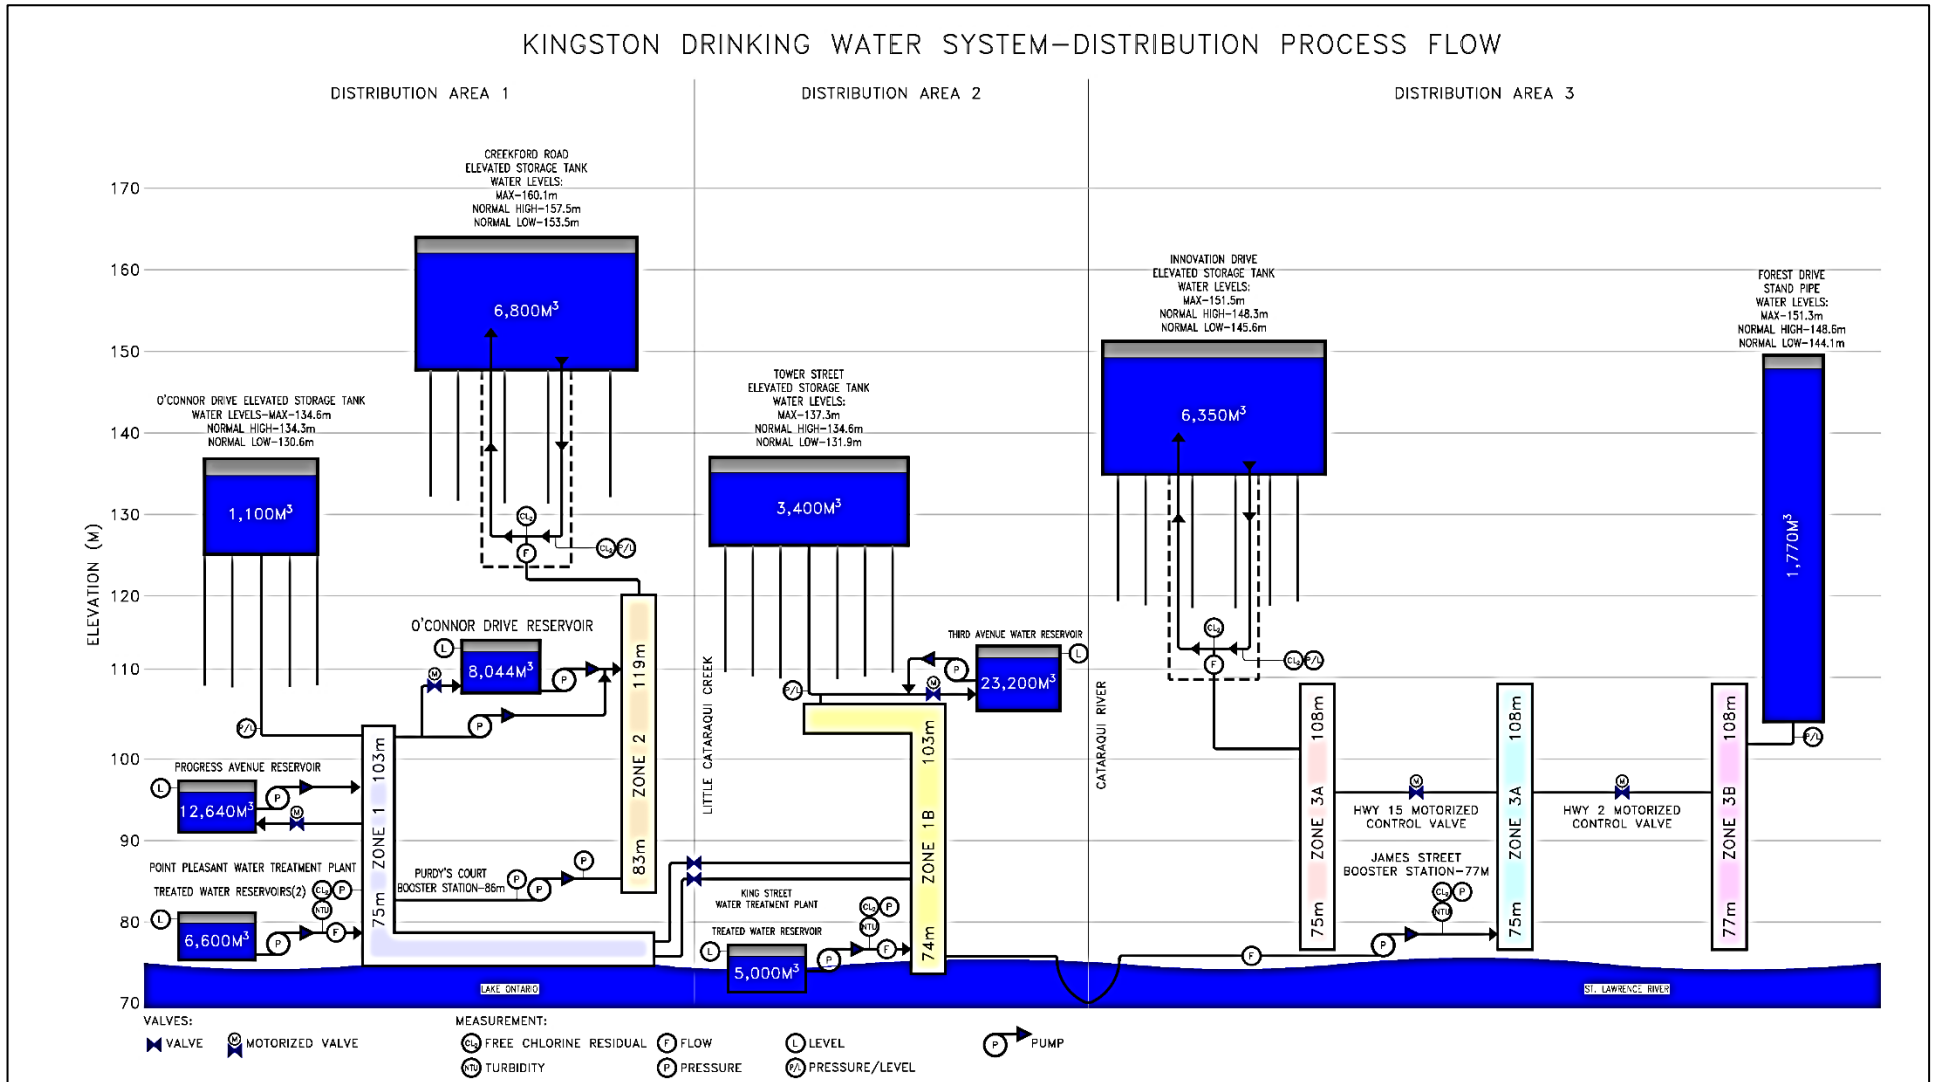 KINGSTON DRINKING WATER SYSTEM-DISTRIBUTION PROCESS FLOW
DISTRIBUTION AREA 1
DISTRIBUTION AREA 2
DISTRIBUTION AREA 3
ELEVATION (M)
170
160
150
140
130
120
110
100
90
80
70
CREEKFORD ROAD
ELEVATED STORAGE TANK
WATER LEVELS:
MAX-160.1m
NORMAL HIGH-157.5m
NORMAL LOW-153.5m
6,800M³
CL₂
F
CL₂ P/L
O'CONNOR DRIVE ELEVATED STORAGE TANK
WATER LEVELS-MAX-134.6m
NORMAL HIGH-134.3m
NORMAL LOW-130.6m
1,100M³
P/L
O'CONNOR DRIVE RESERVOIR
L
8,044M³
M
P
P
PROGRESS AVENUE RESERVOIR
L
12,640M³
P
M
POINT PLEASANT WATER TREATMENT PLANT
TREATED WATER RESERVOIRS(2)
CL₂ P
NTU
L
6,600M³
P
F
75m ZONE 1 103m
PURDY'S COURT
BOOSTER STATION-86m
P
P
P
83m ZONE 2 119m
LITTLE CATARAQUI CREEK
TOWER STREET
ELEVATED STORAGE TANK
WATER LEVELS:
MAX-137.3m
NORMAL HIGH-134.6m
NORMAL LOW-131.9m
3,400M³
P/L
THIRD AVENUE WATER RESERVOIR
L
23,200M³
P
M
74m ZONE 1B 103m
KING STREET
WATER TREATMENT PLANT
TREATED WATER RESERVOIR
CL₂ P
NTU
L
5,000M³
P
F
CATARAQUI RIVER
INNOVATION DRIVE
ELEVATED STORAGE TANK
WATER LEVELS:
MAX-151.5m
NORMAL HIGH-148.3m
NORMAL LOW-145.6m
6,350M³
CL₂
F
CL₂ P/L
FOREST DRIVE
STAND PIPE
WATER LEVELS:
MAX-151.3m
NORMAL HIGH-148.6m
NORMAL LOW-144.1m
1,770M³
P/L
75m ZONE 3A 108m
M
HWY 15 MOTORIZED
CONTROL VALVE
75m ZONE 3A 108m
M
HWY 2 MOTORIZED
CONTROL VALVE
77m ZONE 3B 108m
JAMES STREET
BOOSTER STATION-77M
CL₂ P
NTU
P
F
LAKE ONTARIO
ST. LAWRENCE RIVER
VALVES:
VALVE
M MOTORIZED VALVE
MEASUREMENT:
CL₂ FREE CHLORINE RESIDUAL
F FLOW
L LEVEL
P PUMP
NTU TURBIDITY
P PRESSURE
P/L PRESSURE/LEVEL